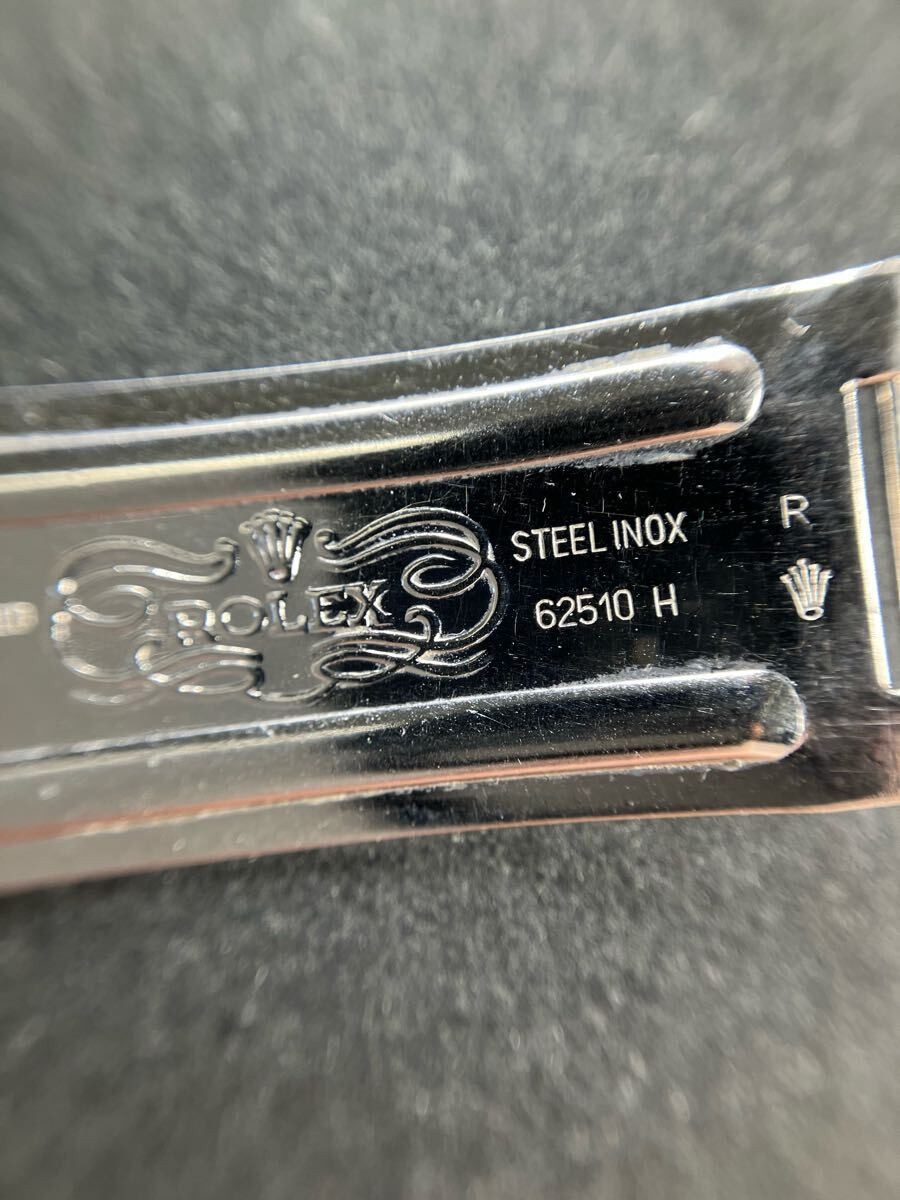 ROLEX
STEEL INOX
62510 H
R